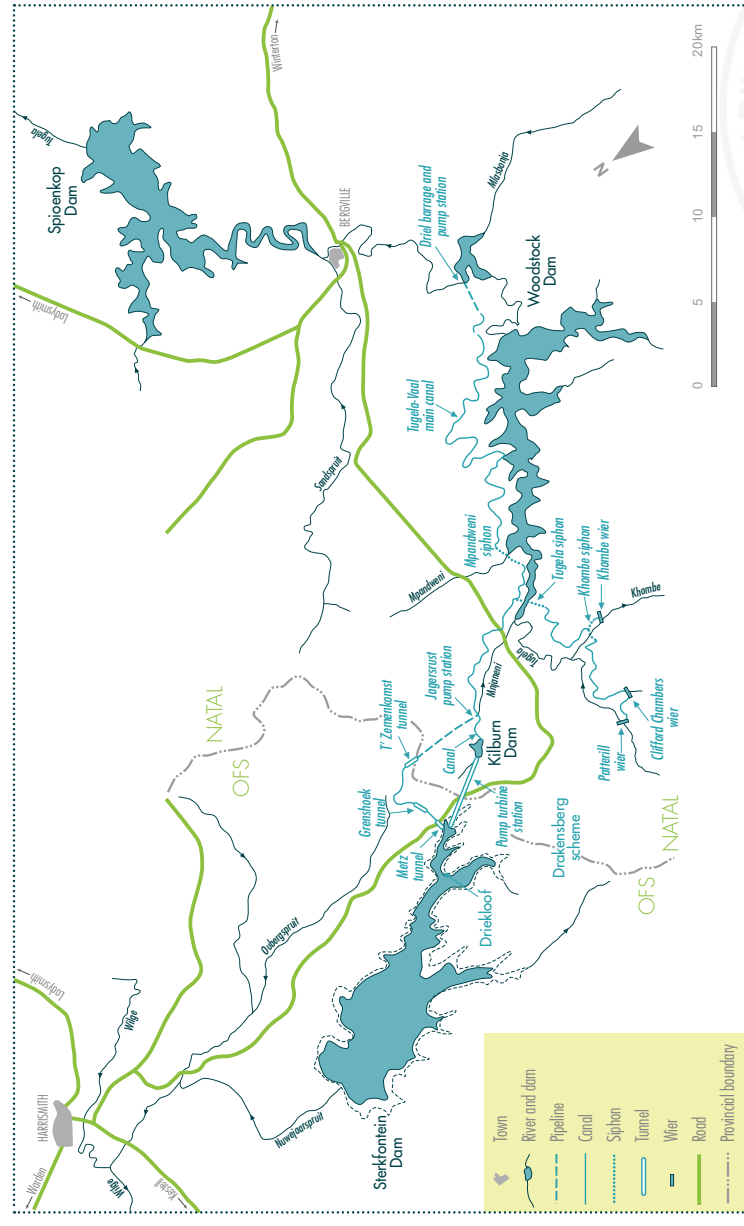 Warden
HARRISMITH
Ladysmith
Wilge
Wilge
Kestell
Nuwejaarspruit
Oubergspruit
Sterkfontein
Dam
OFS
NATAL
Grenshoek
tunnel
T' Zemenkomst
tunnel
Metz
tunnel
Driekloof
Canal
Jagersrust
pump station
Kilburn
Dam
Pump turbine
station
Drakensberg
scheme
OFS
NATAL
Mnjaneni
Mpandweni
Sandspruit
Mpandweni
siphon
Tugela
Tugela siphon
Khombe siphon
Khombe wier
Khombe
Patterill
wier
Clifford Chambers
wier
Tugela-Vaal
main canal
Woodstock
Dam
Driel barrage and
pump station
Mlasbanja
BERGVILLE
Ladysmith
Spioenkop
Dam
Tugela
Winterton
N
0
5
10
15
20km
Town
River and dam
Pipeline
Canal
Siphon
Tunnel
Wier
Road
Provincial boundary